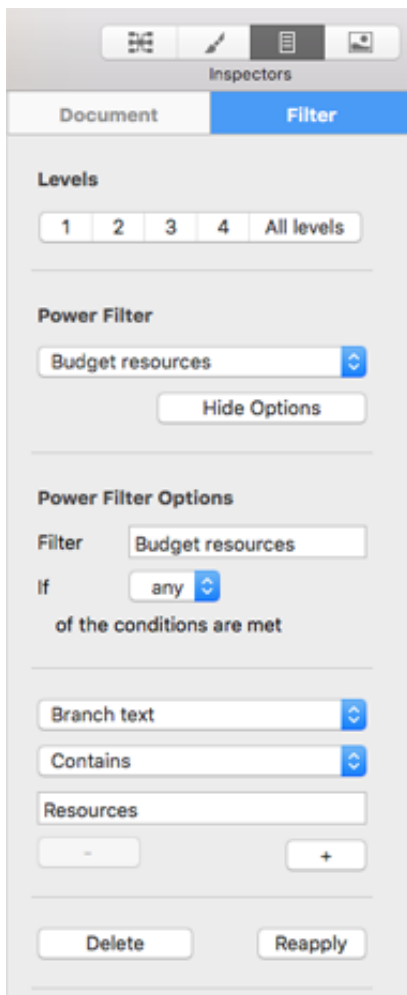 Inspectors
Document Filter
Levels
1 2 3 4 All levels
Power Filter
Budget resources
Hide Options
Power Filter Options
Filter Budget resources
If any
of the conditions are met
Branch text
Contains
Resources
- +
Delete Reapply